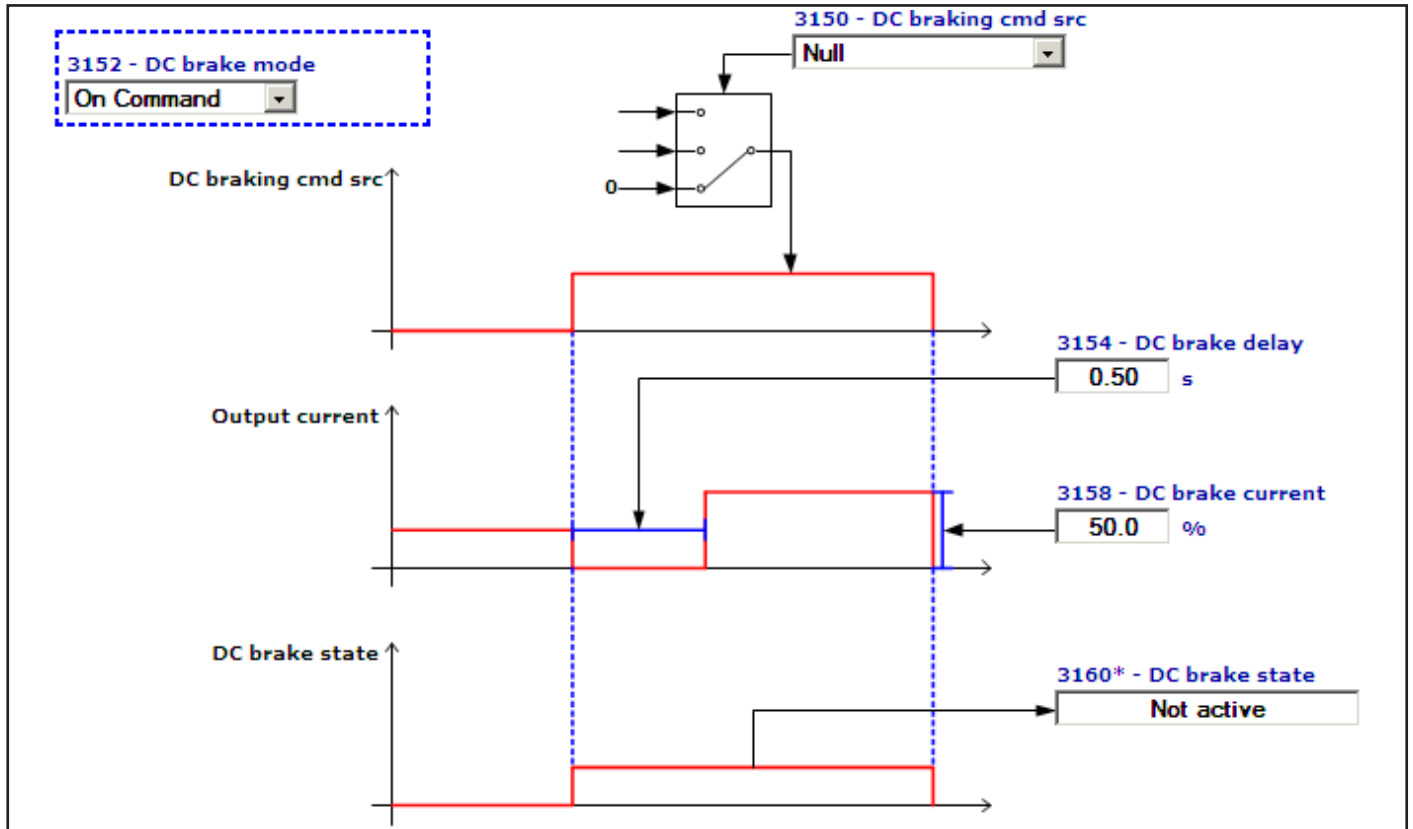 3150 - DC braking cmd src
Null
3152 - DC brake mode
On Command
DC braking cmd src
0
3154 - DC brake delay
0.50 s
Output current
3158 - DC brake current
50.0 %
DC brake state
3160* - DC brake state
Not active